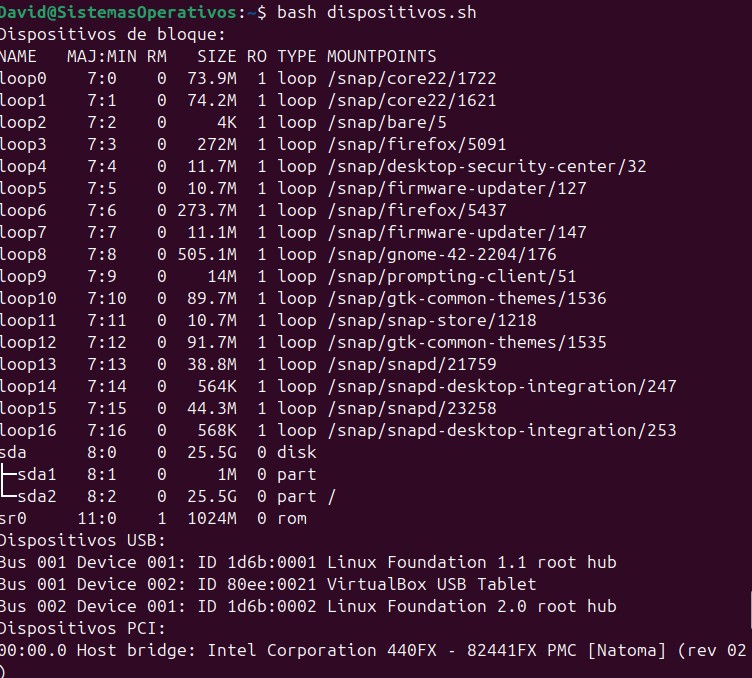 David@SistemasOperativos:~$ bash dispositivos.sh
Dispositivos de bloque:
NAME   MAJ:MIN RM   SIZE RO TYPE MOUNTPOINTS
loop0    7:0    0  73.9M  1 loop /snap/core22/1722
loop1    7:1    0  74.2M  1 loop /snap/core22/1621
loop2    7:2    0     4K  1 loop /snap/bare/5
loop3    7:3    0   272M  1 loop /snap/firefox/5091
loop4    7:4    0  11.7M  1 loop /snap/desktop-security-center/32
loop5    7:5    0  10.7M  1 loop /snap/firmware-updater/127
loop6    7:6    0 273.7M  1 loop /snap/firefox/5437
loop7    7:7    0  11.1M  1 loop /snap/firmware-updater/147
loop8    7:8    0 505.1M  1 loop /snap/gnome-42-2204/176
loop9    7:9    0    14M  1 loop /snap/prompting-client/51
loop10   7:10   0  89.7M  1 loop /snap/gtk-common-themes/1536
loop11   7:11   0  10.7M  1 loop /snap/snap-store/1218
loop12   7:12   0  91.7M  1 loop /snap/gtk-common-themes/1535
loop13   7:13   0  38.8M  1 loop /snap/snapd/21759
loop14   7:14   0   564K  1 loop /snap/snapd-desktop-integration/247
loop15   7:15   0  44.3M  1 loop /snap/snapd/23258
loop16   7:16   0   568K  1 loop /snap/snapd-desktop-integration/253
sda      8:0    0  25.5G  0 disk
├─sda1   8:1    0     1M  0 part
└─sda2   8:2    0  25.5G  0 part /
sr0     11:0    1  1024M  0 rom
Dispositivos USB:
Bus 001 Device 001: ID 1d6b:0001 Linux Foundation 1.1 root hub
Bus 001 Device 002: ID 80ee:0021 VirtualBox USB Tablet
Bus 002 Device 001: ID 1d6b:0002 Linux Foundation 2.0 root hub
Dispositivos PCI:
00:00.0 Host bridge: Intel Corporation 440FX - 82441FX PMC [Natoma] (rev 02
)